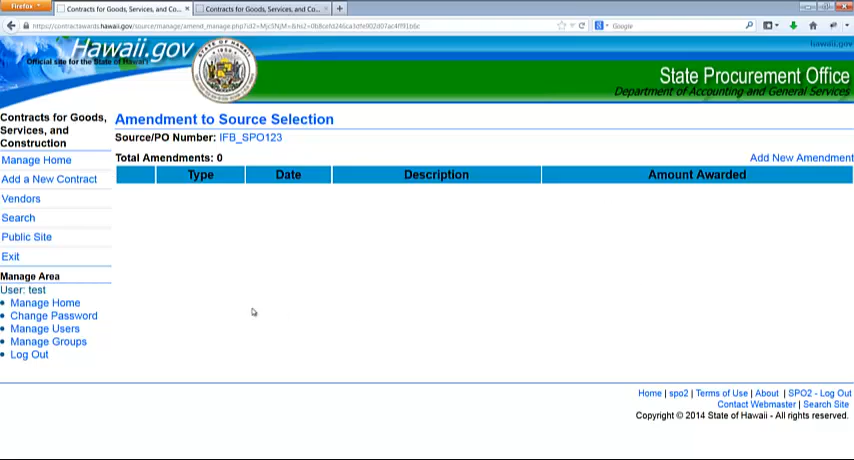 Firefox
Contracts for Goods, Services, and Co...
Contracts for Goods, Services, and Co...
Google
Hawaii.gov
Official site for the State of Hawai'i
hawaii.gov
State Procurement Office
Department of Accounting and General Services
Contracts for Goods,
Services, and
Construction
Manage Home
Add a New Contract
Vendors
Search
Public Site
Exit
Manage Area
User: test
Manage Home
Change Password
Manage Users
Manage Groups
Log Out
Amendment to Source Selection
Source/PO Number: IFB_SPO123
Total Amendments: 0
Add New Amendment
Type Date Description Amount Awarded
Home | spo2 | Terms of Use | About | SPO2 - Log Out
Contact Webmaster | Search Site
Copyright © 2014 State of Hawaii - All rights reserved.